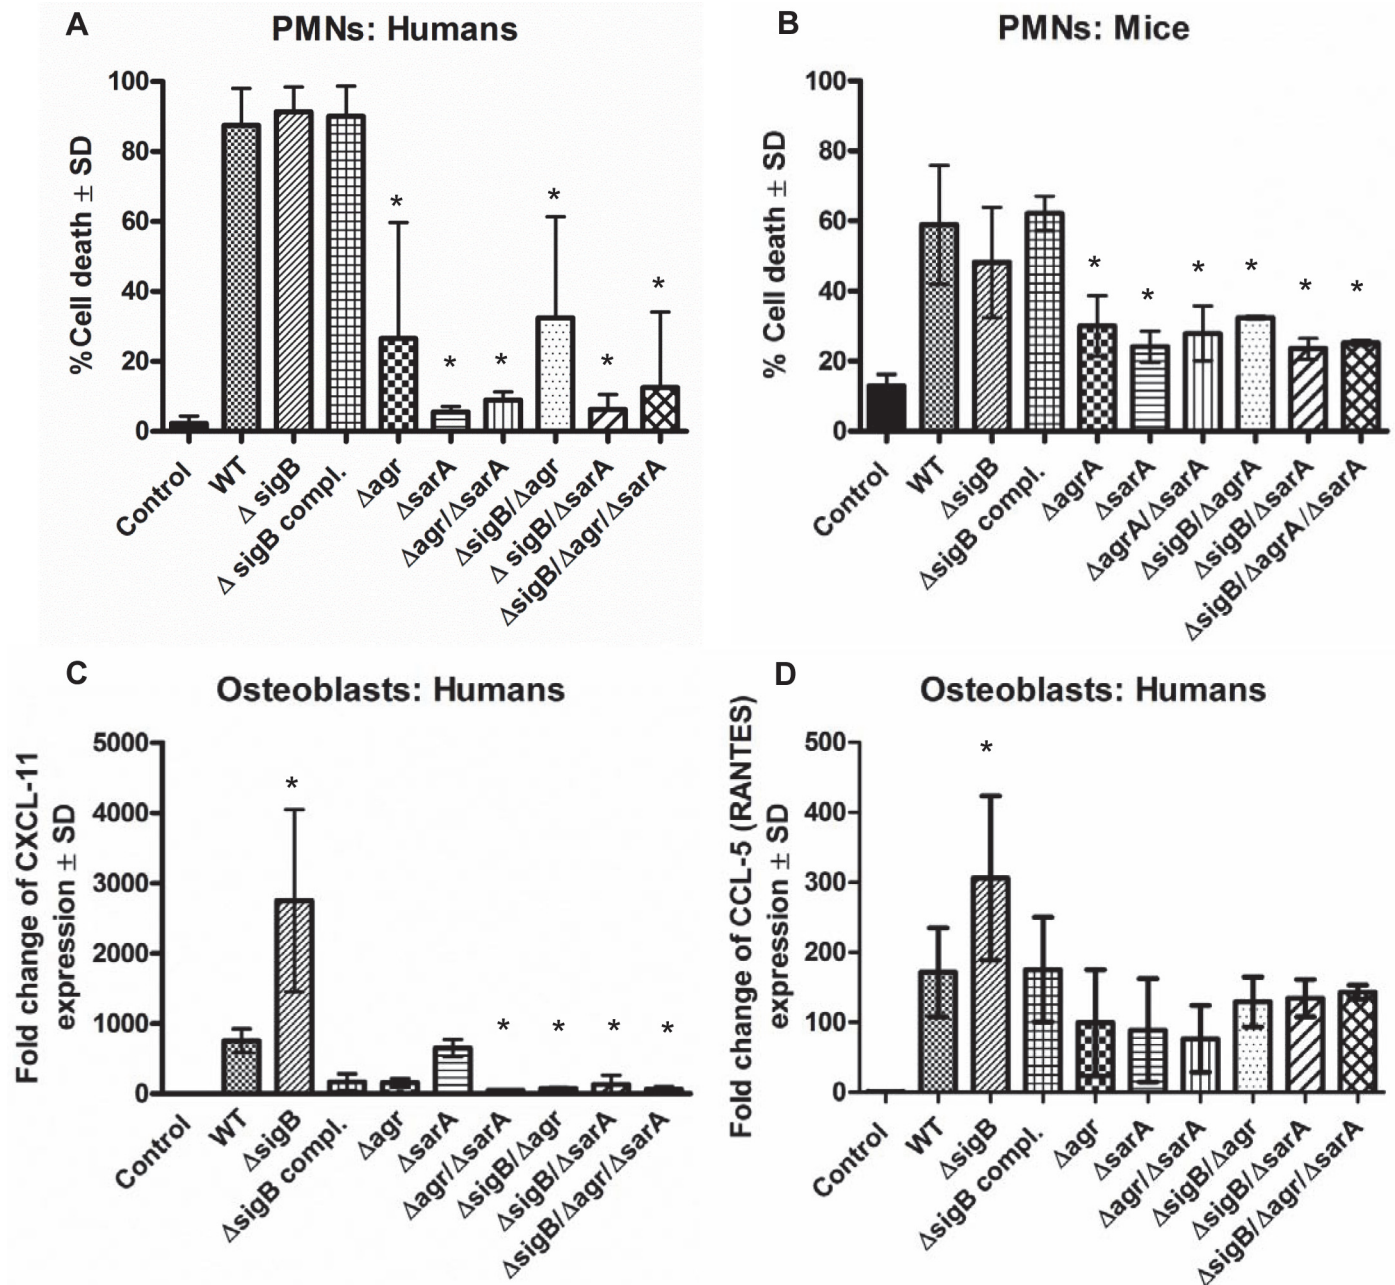 A
PMNs: Humans
%Cell death ± SD
100
80
60
40
20
0
*
*
*
*
*
*
Control
WT
Δ sigB
Δ sigB compl.
Δagr
ΔsarA
Δagr/ΔsarA
ΔsigB/Δagr
Δ sigB/ΔsarA
ΔsigB/Δagr/ΔsarA
B
PMNs: Mice
% Cell death ± SD
100
80
60
40
20
0
*
*
*
*
*
*
Control
WT
ΔsigB
ΔsigB compl.
ΔagrA
ΔsarA
ΔagrA/ΔsarA
ΔsigB/ΔagrA
ΔsigB/ΔsarA
ΔsigB/ΔagrA/ΔsarA
C
Osteoblasts: Humans
Fold change of CXCL-11
expression ± SD
5000
4000
3000
2000
1000
0
*
*
*
*
*
Control
WT
ΔsigB
ΔsigB compl.
Δagr
ΔsarA
Δagr/ΔsarA
ΔsigB/Δagr
ΔsigB/ΔsarA
ΔsigB/Δagr/ΔsarA
D
Osteoblasts: Humans
Fold change of CCL-5 (RANTES)
expression ± SD
500
400
300
200
100
0
*
Control
WT
ΔsigB
ΔsigB compl.
Δagr
ΔsarA
Δagr/ΔsarA
ΔsigB/Δagr
ΔsigB/ΔsarA
ΔsigB/Δagr/ΔsarA